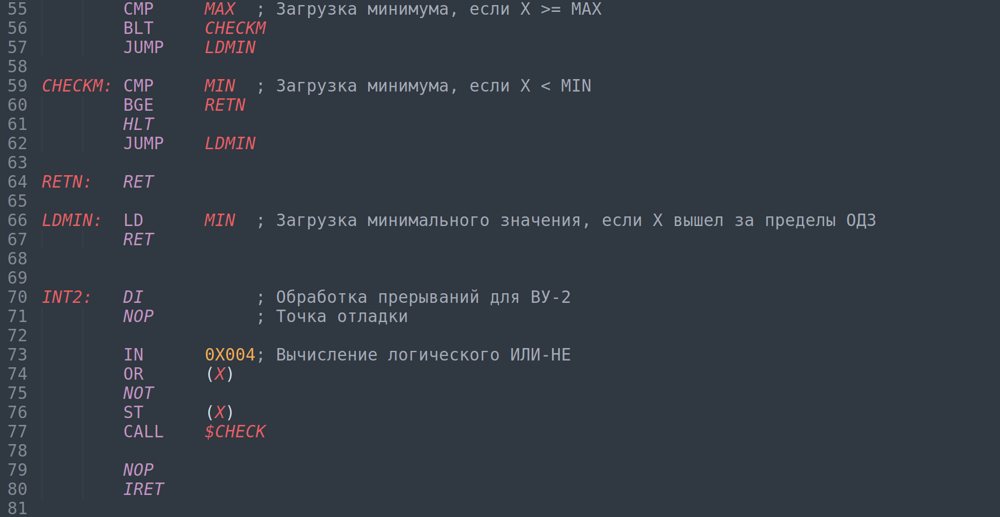 55 CMP MAX ; Загрузка минимума, если X >= MAX
56 BLT CHECKM
57 JUMP LDMIN
58
59 CHECKM: CMP MIN ; Загрузка минимума, если X < MIN
60 BGE RETN
61 HLT
62 JUMP LDMIN
63
64 RETN: RET
65
66 LDMIN: LD MIN ; Загрузка минимального значения, если X вышел за пределы ОДЗ
67 RET
68
69
70 INT2: DI ; Обработка прерываний для ВУ-2
71 NOP ; Точка отладки
72
73 IN 0X004; Вычисление логического ИЛИ-НЕ
74 OR (X)
75 NOT
76 ST (X)
77 CALL $CHECK
78
79 NOP
80 IRET
81